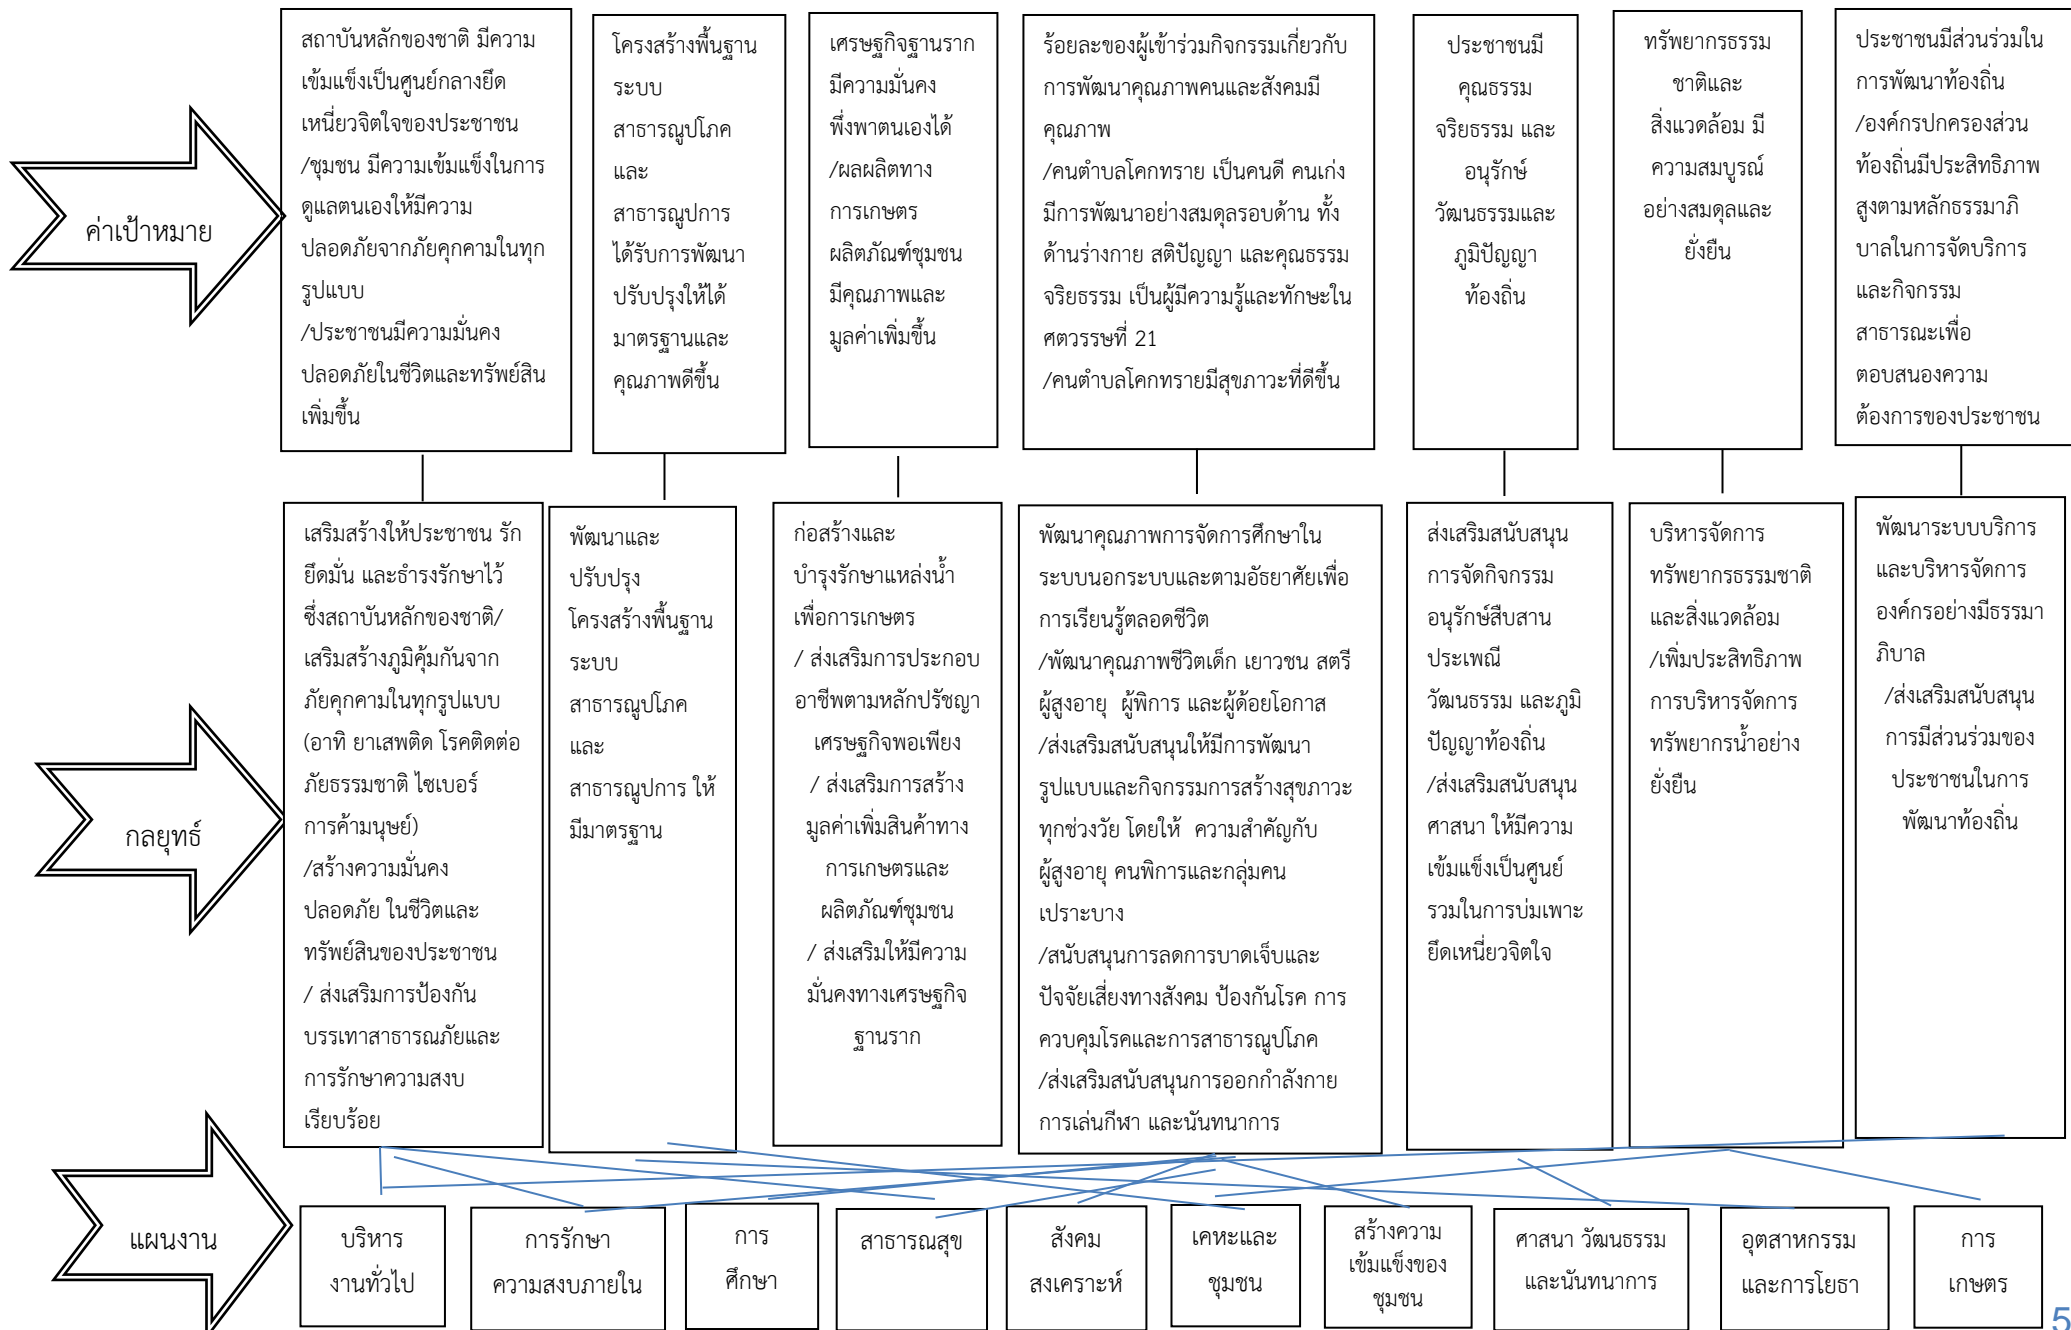 ค่าเป้าหมาย
สถาบันหลักของชาติ มีความ
เข้มแข็งเป็นศูนย์กลางยึด
เหนี่ยวจิตใจของประชาชน
/ชุมชน มีความเข้มแข็งในการ
ดูแลตนเองให้มีความ
ปลอดภัยจากภัยคุกคามในทุก
รูปแบบ
/ประชาชนมีความมั่นคง
ปลอดภัยในชีวิตและทรัพย์สิน
เพิ่มขึ้น
โครงสร้างพื้นฐาน
ระบบ
สาธารณูปโภค
และ
สาธารณูปการ
ได้รับการพัฒนา
ปรับปรุงให้ได้
มาตรฐานและ
คุณภาพดีขึ้น
เศรษฐกิจฐานราก
มีความมั่นคง
พึ่งพาตนเองได้
/ผลผลิตทาง
การเกษตร
ผลิตภัณฑ์ชุมชน
มีคุณภาพและ
มูลค่าเพิ่มขึ้น
ร้อยละของผู้เข้าร่วมกิจกรรมเกี่ยวกับ
การพัฒนาคุณภาพคนและสังคมมี
คุณภาพ
/คนตำบลโคกทราย เป็นคนดี คนเก่ง
มีการพัฒนาอย่างสมดุลรอบด้าน ทั้ง
ด้านร่างกาย สติปัญญา และคุณธรรม
จริยธรรม เป็นผู้มีความรู้และทักษะใน
ศตวรรษที่ 21
/คนตำบลโคกทรายมีสุขภาวะที่ดีขึ้น
ประชาชนมี
คุณธรรม
จริยธรรม และ
อนุรักษ์
วัฒนธรรมและ
ภูมิปัญญา
ท้องถิ่น
ทรัพยากรธรรม
ชาติและ
สิ่งแวดล้อม มี
ความสมบูรณ์
อย่างสมดุลและ
ยั่งยืน
ประชาชนมีส่วนร่วมใน
การพัฒนาท้องถิ่น
/องค์กรปกครองส่วน
ท้องถิ่นมีประสิทธิภาพ
สูงตามหลักธรรมาภิ
บาลในการจัดบริการ
และกิจกรรม
สาธารณะเพื่อ
ตอบสนองความ
ต้องการของประชาชน
กลยุทธ์
เสริมสร้างให้ประชาชน รัก
ยึดมั่น และธำรงรักษาไว้
ซึ่งสถาบันหลักของชาติ/
เสริมสร้างภูมิคุ้มกันจาก
ภัยคุกคามในทุกรูปแบบ
(อาทิ ยาเสพติด โรคติดต่อ
ภัยธรรมชาติ ไซเบอร์
การค้ามนุษย์)
/สร้างความมั่นคง
ปลอดภัย ในชีวิตและ
ทรัพย์สินของประชาชน
/ ส่งเสริมการป้องกัน
บรรเทาสาธารณภัยและ
การรักษาความสงบ
เรียบร้อย
พัฒนาและ
ปรับปรุง
โครงสร้างพื้นฐาน
ระบบ
สาธารณูปโภค
และ
สาธารณูปการ ให้
มีมาตรฐาน
ก่อสร้างและ
บำรุงรักษาแหล่งน้ำ
เพื่อการเกษตร
/ ส่งเสริมการประกอบ
อาชีพตามหลักปรัชญา
เศรษฐกิจพอเพียง
/ ส่งเสริมการสร้าง
มูลค่าเพิ่มสินค้าทาง
การเกษตรและ
ผลิตภัณฑ์ชุมชน
/ ส่งเสริมให้มีความ
มั่นคงทางเศรษฐกิจ
ฐานราก
พัฒนาคุณภาพการจัดการศึกษาใน
ระบบนอกระบบและตามอัธยาศัยเพื่อ
การเรียนรู้ตลอดชีวิต
/พัฒนาคุณภาพชีวิตเด็ก เยาวชน สตรี
ผู้สูงอายุ ผู้พิการ และผู้ด้อยโอกาส
/ส่งเสริมสนับสนุนให้มีการพัฒนา
รูปแบบและกิจกรรมการสร้างสุขภาวะ
ทุกช่วงวัย โดยให้ ความสำคัญกับ
ผู้สูงอายุ คนพิการและกลุ่มคน
เปราะบาง
/สนับสนุนการลดการบาดเจ็บและ
ปัจจัยเสี่ยงทางสังคม ป้องกันโรค การ
ควบคุมโรคและการสาธารณูปโภค
/ส่งเสริมสนับสนุนการออกกำลังกาย
การเล่นกีฬา และนันทนาการ
ส่งเสริมสนับสนุน
การจัดกิจกรรม
อนุรักษ์สืบสาน
ประเพณี
วัฒนธรรม และภูมิ
ปัญญาท้องถิ่น
/ส่งเสริมสนับสนุน
ศาสนา ให้มีความ
เข้มแข็งเป็นศูนย์
รวมในการบ่มเพาะ
ยึดเหนี่ยวจิตใจ
บริหารจัดการ
ทรัพยากรธรรมชาติ
และสิ่งแวดล้อม
/เพิ่มประสิทธิภาพ
การบริหารจัดการ
ทรัพยากรน้ำอย่าง
ยั่งยืน
พัฒนาระบบบริการ
และบริหารจัดการ
องค์กรอย่างมีธรรมา
ภิบาล
/ส่งเสริมสนับสนุน
การมีส่วนร่วมของ
ประชาชนในการ
พัฒนาท้องถิ่น
แผนงาน
บริหาร
งานทั่วไป
การรักษา
ความสงบภายใน
การ
ศึกษา
สาธารณสุข
สังคม
สงเคราะห์
เคหะและ
ชุมชน
สร้างความ
เข้มแข็งของ
ชุมชน
ศาสนา วัฒนธรรม
และนันทนาการ
อุตสาหกรรม
และการโยธา
การ
เกษตร
5